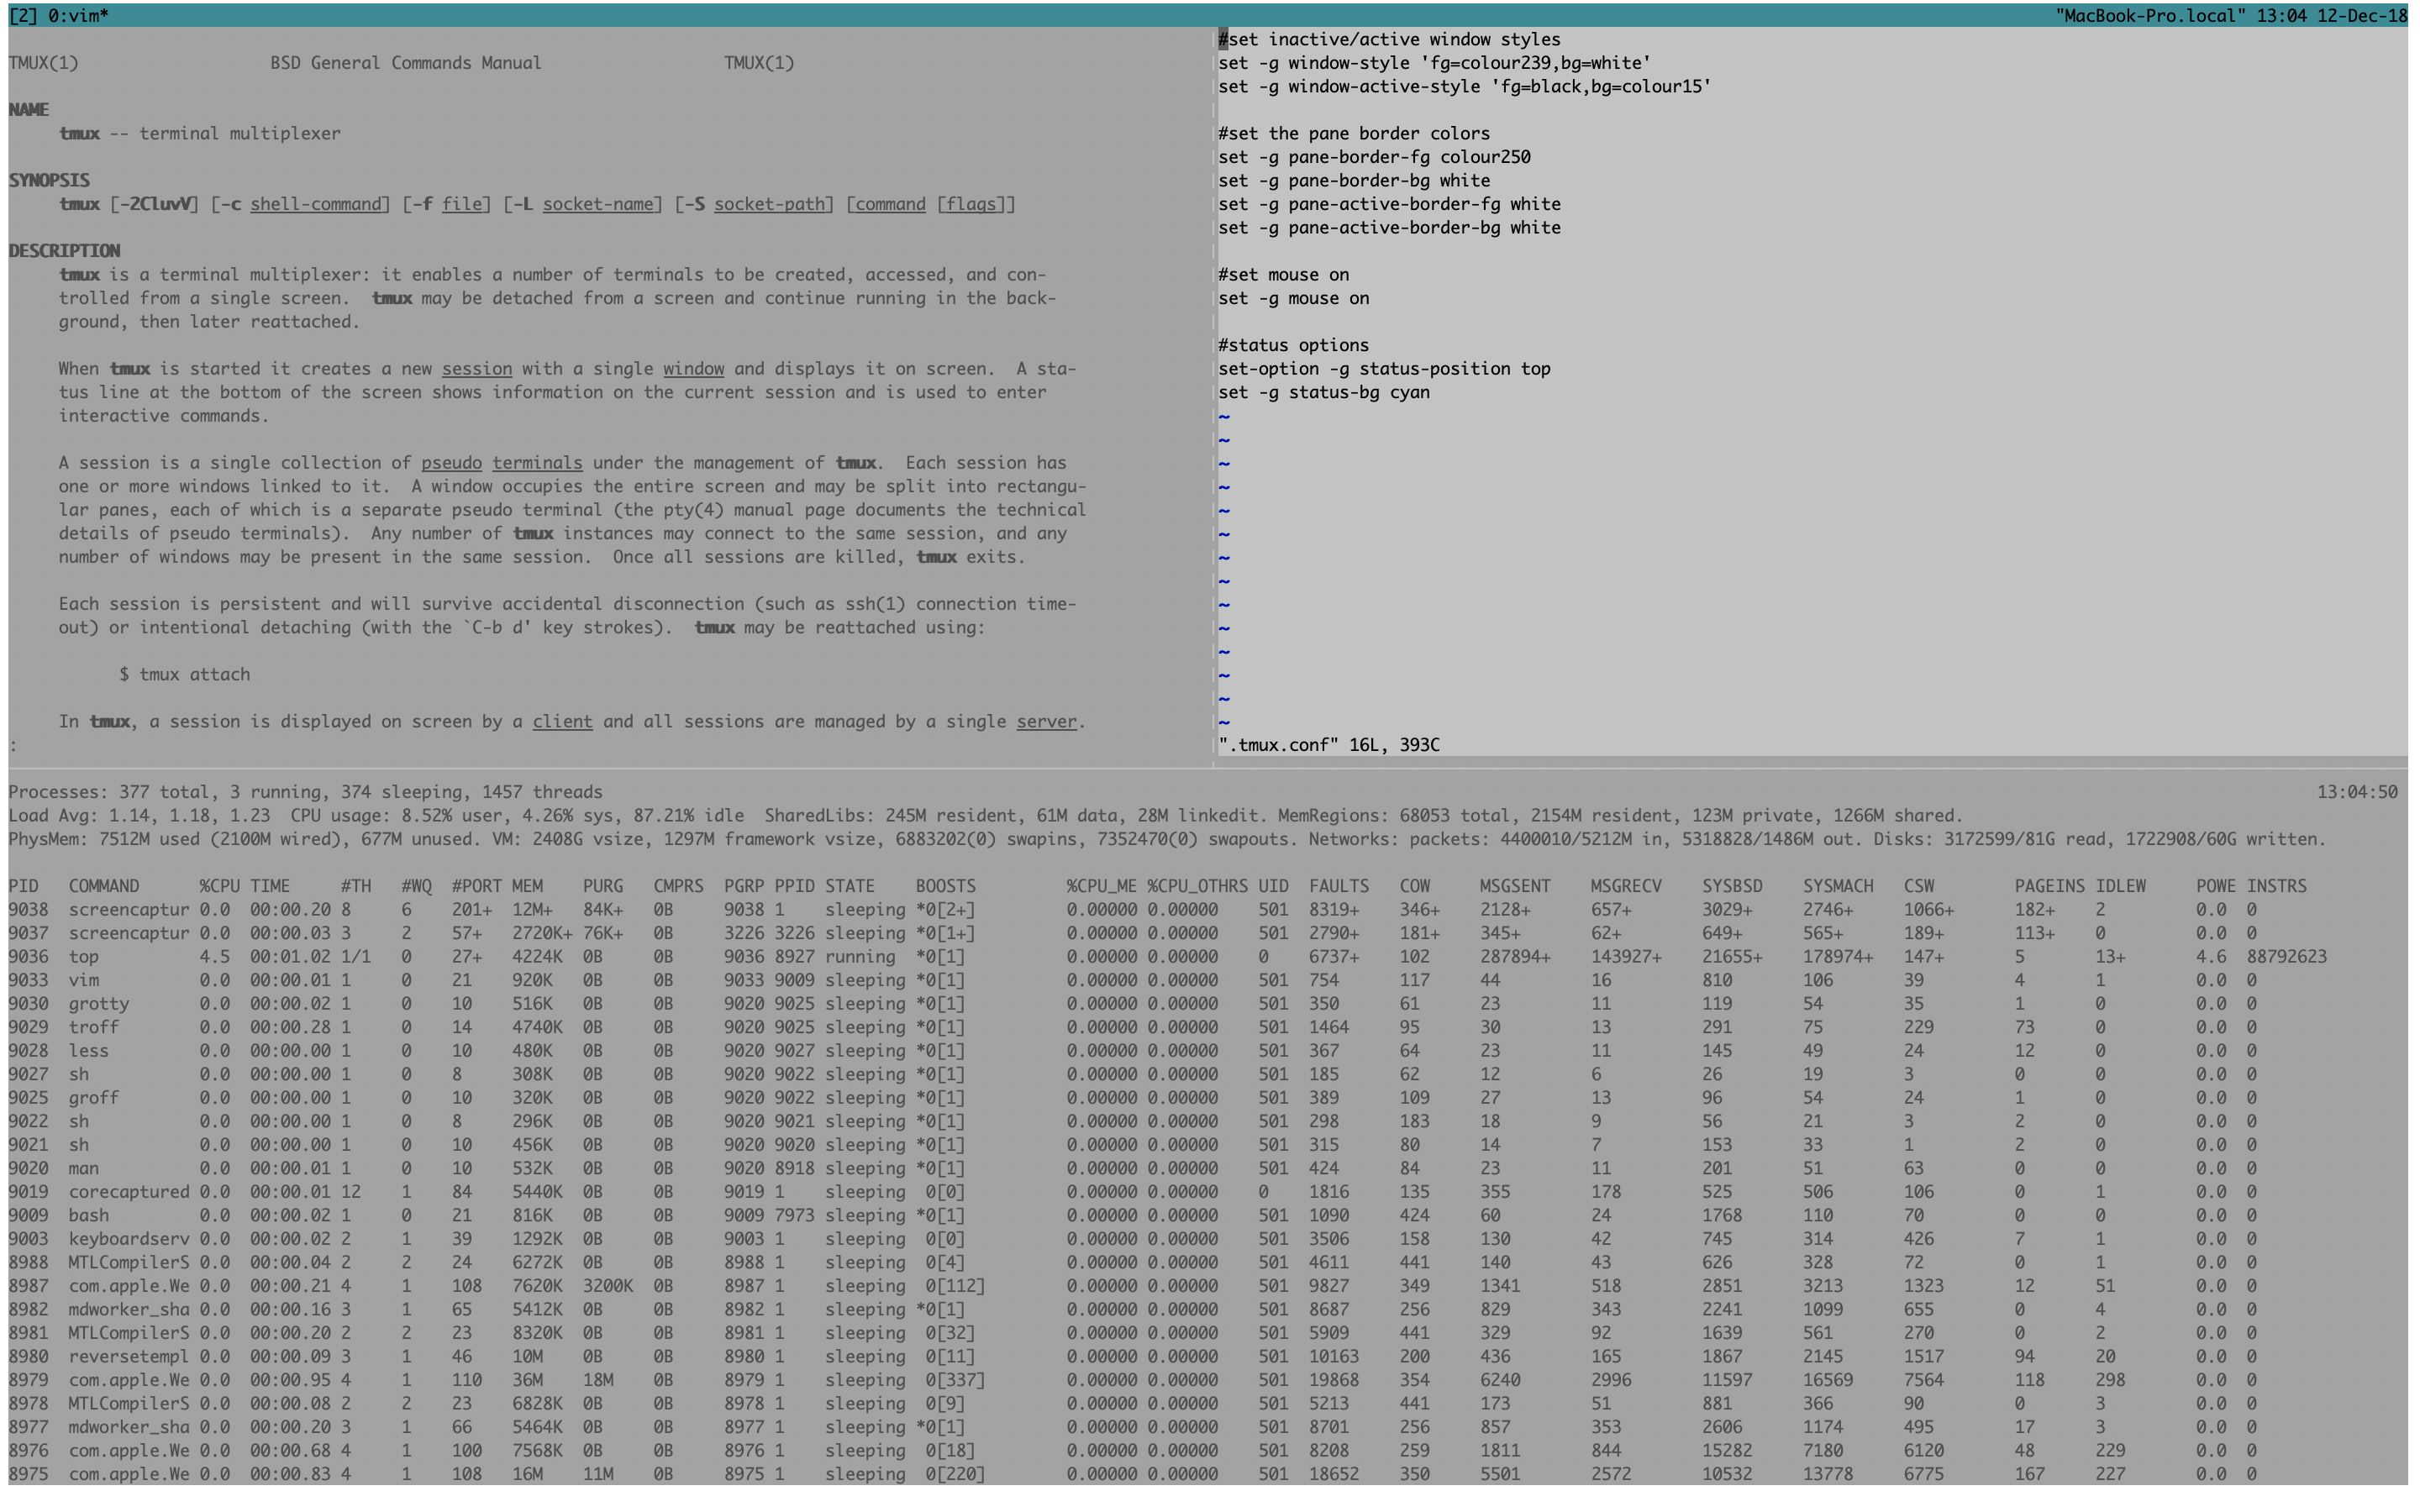 [2] 0:vim* "MacBook-Pro.local" 13:04 12-Dec-18
TMUX(1) BSD General Commands Manual TMUX(1)
NAME
tmux -- terminal multiplexer
SYNOPSIS
tmux [-2CluvV] [-c shell-command] [-f file] [-L socket-name] [-S socket-path] [command [flags]]
DESCRIPTION
tmux is a terminal multiplexer: it enables a number of terminals to be created, accessed, and con-
trolled from a single screen.  tmux may be detached from a screen and continue running in the back-
ground, then later reattached.
When tmux is started it creates a new session with a single window and displays it on screen.  A sta-
tus line at the bottom of the screen shows information on the current session and is used to enter
interactive commands.
A session is a single collection of pseudo terminals under the management of tmux.  Each session has
one or more windows linked to it.  A window occupies the entire screen and may be split into rectangu-
lar panes, each of which is a separate pseudo terminal (the pty(4) manual page documents the technical
details of pseudo terminals).  Any number of tmux instances may connect to the same session, and any
number of windows may be present in the same session.  Once all sessions are killed, tmux exits.
Each session is persistent and will survive accidental disconnection (such as ssh(1) connection time-
out) or intentional detaching (with the `C-b d' key strokes).  tmux may be reattached using:
$ tmux attach
In tmux, a session is displayed on screen by a client and all sessions are managed by a single server.
:
#set inactive/active window styles
set -g window-style 'fg=colour239,bg=white'
set -g window-active-style 'fg=black,bg=colour15'
#set the pane border colors
set -g pane-border-fg colour250
set -g pane-border-bg white
set -g pane-active-border-fg white
set -g pane-active-border-bg white
#set mouse on
set -g mouse on
#status options
set-option -g status-position top
set -g status-bg cyan
~
~
~
~
~
~
~
~
~
~
~
~
~
~
".tmux.conf" 16L, 393C
Processes: 377 total, 3 running, 374 sleeping, 1457 threads 13:04:50
Load Avg: 1.14, 1.18, 1.23  CPU usage: 8.52% user, 4.26% sys, 87.21% idle  SharedLibs: 245M resident, 61M data, 28M linkedit. MemRegions: 68053 total, 2154M resident, 123M private, 1266M shared.
PhysMem: 7512M used (2100M wired), 677M unused. VM: 2408G vsize, 1297M framework vsize, 6883202(0) swapins, 7352470(0) swapouts. Networks: packets: 4400010/5212M in, 5318828/1486M out. Disks: 3172599/81G read, 1722908/60G written.
PID COMMAND %CPU TIME #TH #WQ #PORT MEM PURG CMPRS PGRP PPID STATE BOOSTS %CPU_ME %CPU_OTHRS UID FAULTS COW MSGSENT MSGRECV SYSBSD SYSMACH CSW PAGEINS IDLEW POWE INSTRS
9038 screencaptur 0.0 00:00.20 8 6 201+ 12M+ 84K+ 0B 9038 1 sleeping *0[2+] 0.00000 0.00000 501 8319+ 346+ 2128+ 657+ 3029+ 2746+ 1066+ 182+ 2 0.0 0
9037 screencaptur 0.0 00:00.03 3 2 57+ 2720K+ 76K+ 0B 3226 3226 sleeping *0[1+] 0.00000 0.00000 501 2790+ 181+ 345+ 62+ 649+ 565+ 189+ 113+ 0 0.0 0
9036 top 4.5 00:01.02 1/1 0 27+ 4224K 0B 0B 9036 8927 running *0[1] 0.00000 0.00000 0 6737+ 102 287894+ 143927+ 21655+ 178974+ 147+ 5 13+ 4.6 88792623
9033 vim 0.0 00:00.01 1 0 21 920K 0B 0B 9033 9009 sleeping *0[1] 0.00000 0.00000 501 754 117 44 16 810 106 39 4 1 0.0 0
9030 grotty 0.0 00:00.02 1 0 10 516K 0B 0B 9020 9025 sleeping *0[1] 0.00000 0.00000 501 350 61 23 11 119 54 35 1 0 0.0 0
9029 troff 0.0 00:00.28 1 0 14 4740K 0B 0B 9020 9025 sleeping *0[1] 0.00000 0.00000 501 1464 95 30 13 291 75 229 73 0 0.0 0
9028 less 0.0 00:00.00 1 0 10 480K 0B 0B 9020 9027 sleeping *0[1] 0.00000 0.00000 501 367 64 23 11 145 49 24 12 0 0.0 0
9027 sh 0.0 00:00.00 1 0 8 308K 0B 0B 9020 9022 sleeping *0[1] 0.00000 0.00000 501 185 62 12 6 26 19 3 0 0 0.0 0
9025 groff 0.0 00:00.00 1 0 10 320K 0B 0B 9020 9022 sleeping *0[1] 0.00000 0.00000 501 389 109 27 13 96 54 24 1 0 0.0 0
9022 sh 0.0 00:00.00 1 0 8 296K 0B 0B 9020 9021 sleeping *0[1] 0.00000 0.00000 501 298 183 18 9 56 21 3 2 0 0.0 0
9021 sh 0.0 00:00.00 1 0 10 456K 0B 0B 9020 9020 sleeping *0[1] 0.00000 0.00000 501 315 80 14 7 153 33 1 2 0 0.0 0
9020 man 0.0 00:00.01 1 0 10 532K 0B 0B 9020 8918 sleeping *0[1] 0.00000 0.00000 501 424 84 23 11 201 51 63 0 0 0.0 0
9019 corecaptured 0.0 00:00.01 12 1 84 5440K 0B 0B 9019 1 sleeping 0[0] 0.00000 0.00000 0 1816 135 355 178 525 506 106 0 1 0.0 0
9009 bash 0.0 00:00.02 1 0 21 816K 0B 0B 9009 7973 sleeping *0[1] 0.00000 0.00000 501 1090 424 60 24 1768 110 70 0 0 0.0 0
9003 keyboardserv 0.0 00:00.02 2 1 39 1292K 0B 0B 9003 1 sleeping 0[0] 0.00000 0.00000 501 3506 158 130 42 745 314 426 7 1 0.0 0
8988 MTLCompilerS 0.0 00:00.04 2 2 24 6272K 0B 0B 8988 1 sleeping 0[4] 0.00000 0.00000 501 4611 441 140 43 626 328 72 0 1 0.0 0
8987 com.apple.We 0.0 00:00.21 4 1 108 7620K 3200K 0B 8987 1 sleeping 0[112] 0.00000 0.00000 501 9827 349 1341 518 2851 3213 1323 12 51 0.0 0
8982 mdworker_sha 0.0 00:00.16 3 1 65 5412K 0B 0B 8982 1 sleeping *0[1] 0.00000 0.00000 501 8687 256 829 343 2241 1099 655 0 4 0.0 0
8981 MTLCompilerS 0.0 00:00.20 2 2 23 8320K 0B 0B 8981 1 sleeping 0[32] 0.00000 0.00000 501 5909 441 329 92 1639 561 270 0 2 0.0 0
8980 reversetempl 0.0 00:00.09 3 1 46 10M 0B 0B 8980 1 sleeping 0[11] 0.00000 0.00000 501 10163 200 436 165 1867 2145 1517 94 20 0.0 0
8979 com.apple.We 0.0 00:00.95 4 1 110 36M 18M 0B 8979 1 sleeping 0[337] 0.00000 0.00000 501 19868 354 6240 2996 11597 16569 7564 118 298 0.0 0
8978 MTLCompilerS 0.0 00:00.08 2 2 23 6828K 0B 0B 8978 1 sleeping 0[9] 0.00000 0.00000 501 5213 441 173 51 881 366 90 0 3 0.0 0
8977 mdworker_sha 0.0 00:00.20 3 1 66 5464K 0B 0B 8977 1 sleeping *0[1] 0.00000 0.00000 501 8701 256 857 353 2606 1174 495 17 3 0.0 0
8976 com.apple.We 0.0 00:00.68 4 1 100 7568K 0B 0B 8976 1 sleeping 0[18] 0.00000 0.00000 501 8208 259 1811 844 15282 7180 6120 48 229 0.0 0
8975 com.apple.We 0.0 00:00.83 4 1 108 16M 11M 0B 8975 1 sleeping 0[220] 0.00000 0.00000 501 18652 350 5501 2572 10532 13778 6775 167 227 0.0 0